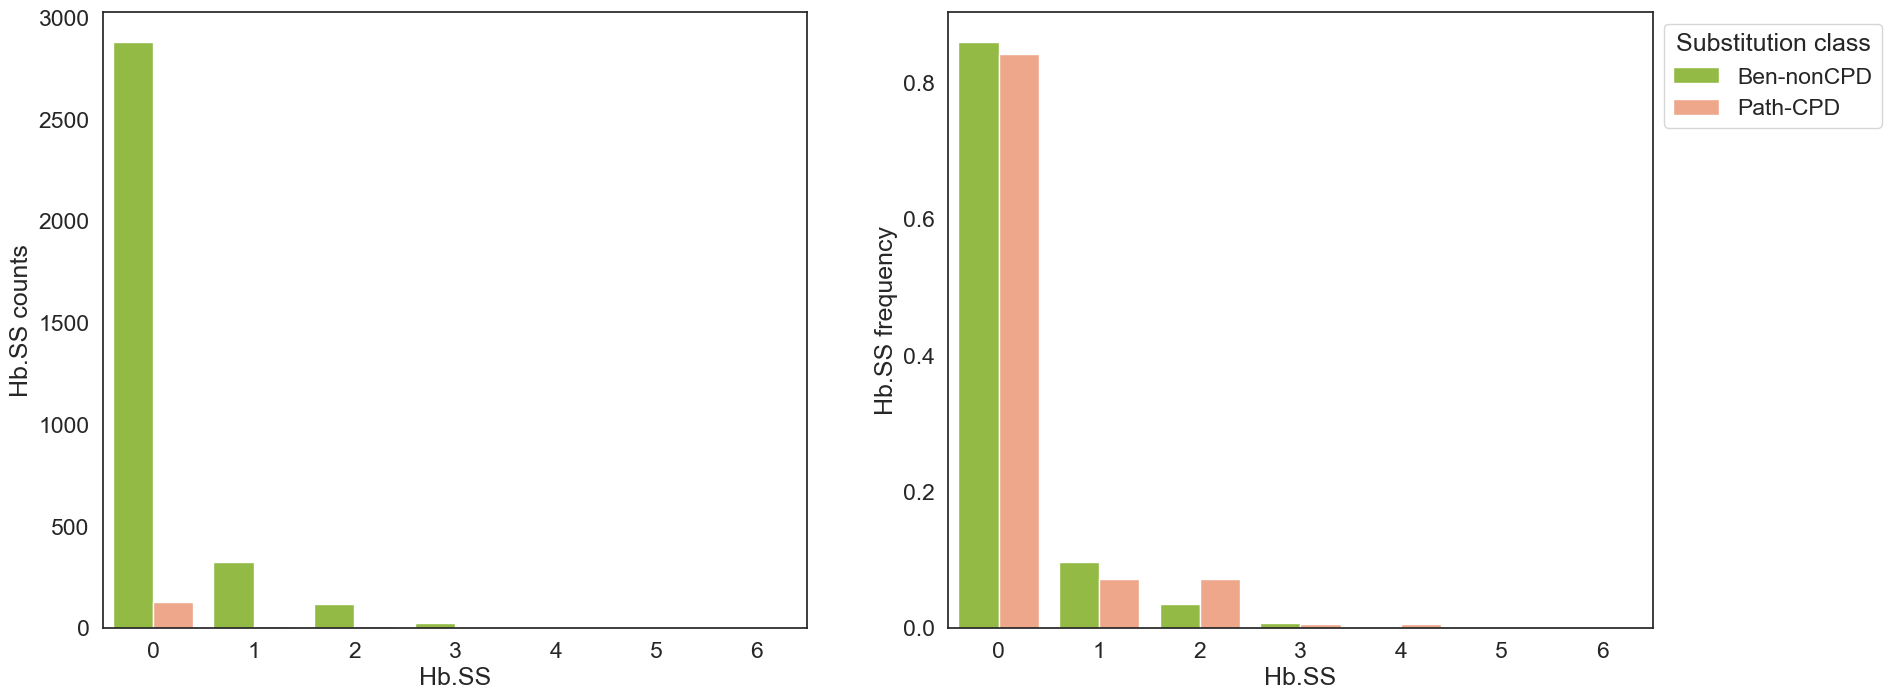 Hb.SS counts
3000
2500
2000
1500
1000
500
0
0 1 2 3 4 5 6
Hb.SS
Hb.SS frequency
0.8
0.6
0.4
0.2
0.0
0 1 2 3 4 5 6
Hb.SS
Substitution class
Ben-nonCPD
Path-CPD